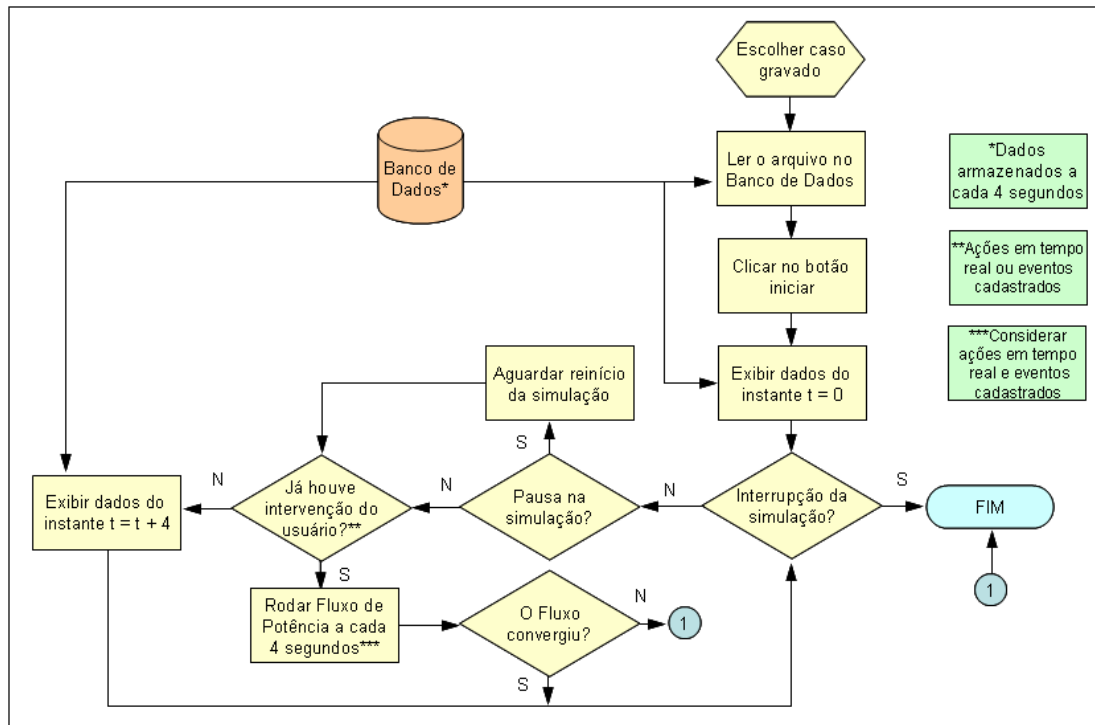 Escolher caso
gravado
Banco de
Dados*
Ler o arquivo no
Banco de Dados
*Dados
armazenados a
cada 4 segundos
Clicar no botão
iniciar
**Ações em tempo
real ou eventos
cadastrados
Aguardar reinício
da simulação
Exibir dados do
instante t = 0
***Considerar
ações em tempo
real e eventos
cadastrados
S
Exibir dados do
instante t = t + 4
N
Já houve
intervenção do
usuário?**
N
Pausa na
simulação?
N
Interrupção da
simulação?
S
FIM
S
Rodar Fluxo de
Potência a cada
4 segundos***
O Fluxo
convergiu?
N
1
1
S